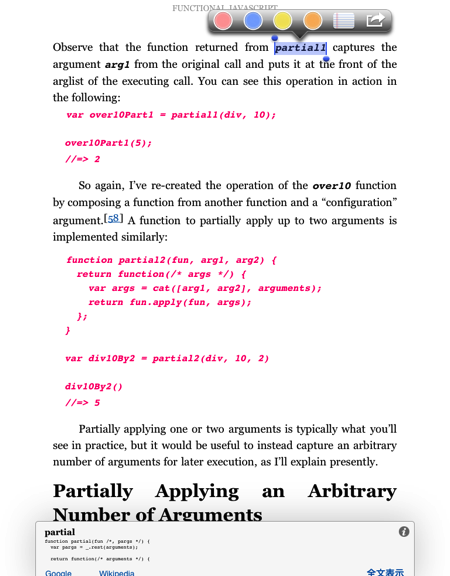 FUNCTIONAL JAVASCRIPT
Observe that the function returned from partial1 captures the
argument arg1 from the original call and puts it at the front of the
arglist of the executing call. You can see this operation in action in
the following:
var over10Part1 = partial1(div, 10);
over10Part1(5);
//=> 2
So again, I’ve re-created the operation of the over10 function
by composing a function from another function and a “configuration”
argument.[58] A function to partially apply up to two arguments is
implemented similarly:
function partial2(fun, arg1, arg2) {
return function(/* args */) {
var args = cat([arg1, arg2], arguments);
return fun.apply(fun, args);
};
}
var div10By2 = partial2(div, 10, 2)
div10By2()
//=> 5
Partially applying one or two arguments is typically what you’ll
see in practice, but it would be useful to instead capture an arbitrary
number of arguments for later execution, as I’ll explain presently.
Partially Applying an Arbitrary
Number of Arguments
partial
function partial(fun /*, pargs */) {
var pargs = _.rest(arguments);
return function(/* arguments */) {
Google Wikipedia 全文表示